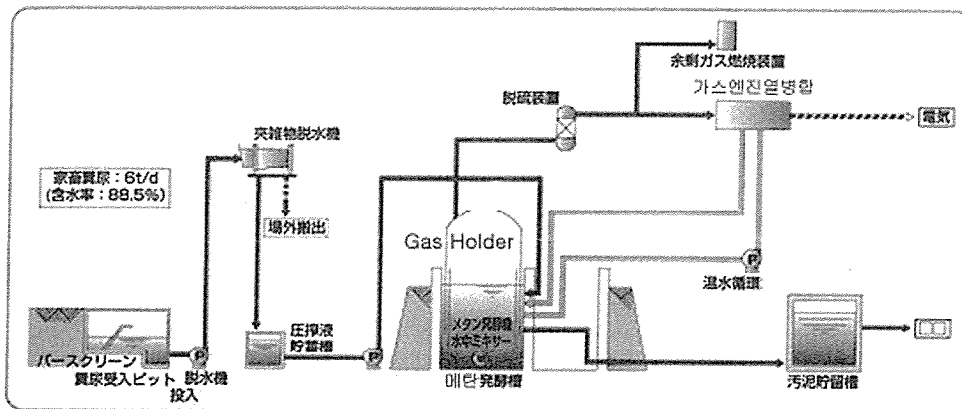 余剰ガス燃焼装置
가스엔진열병합
脱硫装置
電気
夾雑物脱水機
家畜糞尿：6t/d
(含水率：88.5%)
場外搬出
Gas Holder
P
温水循環
メタン発酵槽
水中ミキサー
圧搾液
貯留槽
P
P
バースクリーン
糞尿受入ピット
脱水機
投入
메탄発酵槽
汚泥貯留槽